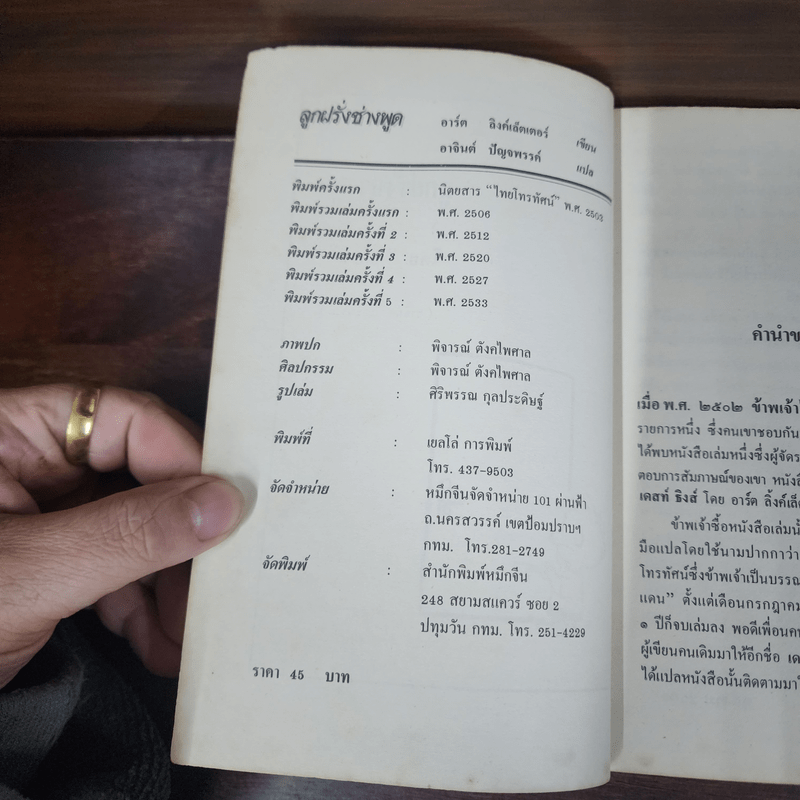 ลูกฝรั่งช่างพูด
อาร์ต ลิงค์เล็ตเตอร์ เขียน
อาจินต์ ปัญจพรรค์ แปล
พิมพ์ครั้งแรก : นิตยสาร “ไทยโทรทัศน์” พ.ศ. 2503
พิมพ์รวมเล่มครั้งแรก : พ.ศ. 2506
พิมพ์รวมเล่มครั้งที่ 2 : พ.ศ. 2512
พิมพ์รวมเล่มครั้งที่ 3 : พ.ศ. 2520
พิมพ์รวมเล่มครั้งที่ 4 : พ.ศ. 2527
พิมพ์รวมเล่มครั้งที่ 5 : พ.ศ. 2533
ภาพปก : พิจารณ์ ตังคไพศาล
ศิลปกรรม : พิจารณ์ ตังคไพศาล
รูปเล่ม : ศิริพรรณ กุลประดิษฐ์
พิมพ์ที่ : เยลโล่ การพิมพ์
โทร. 437-9503
จัดจำหน่าย : หมึกจีนจัดจำหน่าย 101 ผ่านฟ้า
ถ.นครสวรรค์ เขตป้อมปราบฯ
กทม. โทร.281-2749
จัดพิมพ์ : สำนักพิมพ์หมึกจีน
248 สยามสแควร์ ซอย 2
ปทุมวัน กทม. โทร. 251-4229
ราคา 45 บาท
คำนำข
เมื่อ พ.ศ. ๒๕๐๒ ข้าพเจ้า
รายการหนึ่ง ซึ่งคนเขาชอบกัน
ได้พบหนังสือเล่มหนึ่งซึ่งผู้จัดร
ตอบการสัมภาษณ์ของเขา หนังสื
เดสท์ ธิงส์ โดย อาร์ต ลิ้งค์เล็ต
ข้าพเจ้าซื้อหนังสือเล่มนั้
มือแปลโดยใช้นามปากกาว่า
โทรทัศน์ซึ่งข้าพเจ้าเป็นบรรณ
แดน” ตั้งแต่เดือนกรกฎาคม
๑ ปีก็จบเล่มลง พอดีเพื่อนค
ผู้เขียนคนเดิมมาให้อีกชื่อ เด
ได้แปลหนังสือนั้นติดตามมา